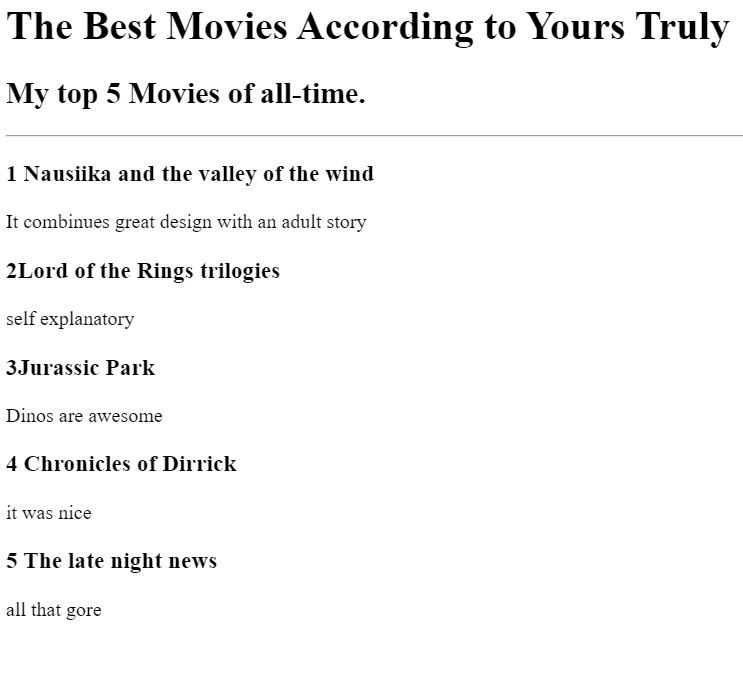 The Best Movies According to Yours Truly
My top 5 Movies of all-time.
1 Nausiika and the valley of the wind
It combinues great design with an adult story
2Lord of the Rings trilogies
self explanatory
3Jurassic Park
Dinos are awesome
4 Chronicles of Dirrick
it was nice
5 The late night news
all that gore